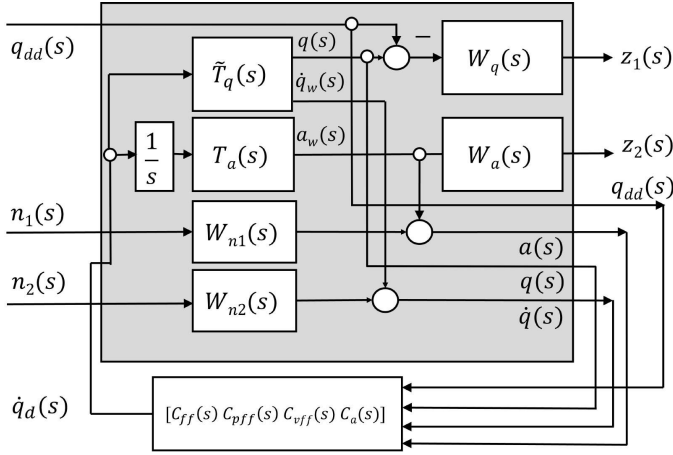 q_dd(s)
q(s)
−
W_q(s)
z_1(s)
T̃_q(s)
q̇_w(s)
1
s
T_a(s)
a_w(s)
W_a(s)
z_2(s)
q_dd(s)
n_1(s)
W_n1(s)
a(s)
n_2(s)
W_n2(s)
q(s)
q̇(s)
q̇_d(s)
[C_ff(s) C_pff(s) C_vff(s) C_a(s)]